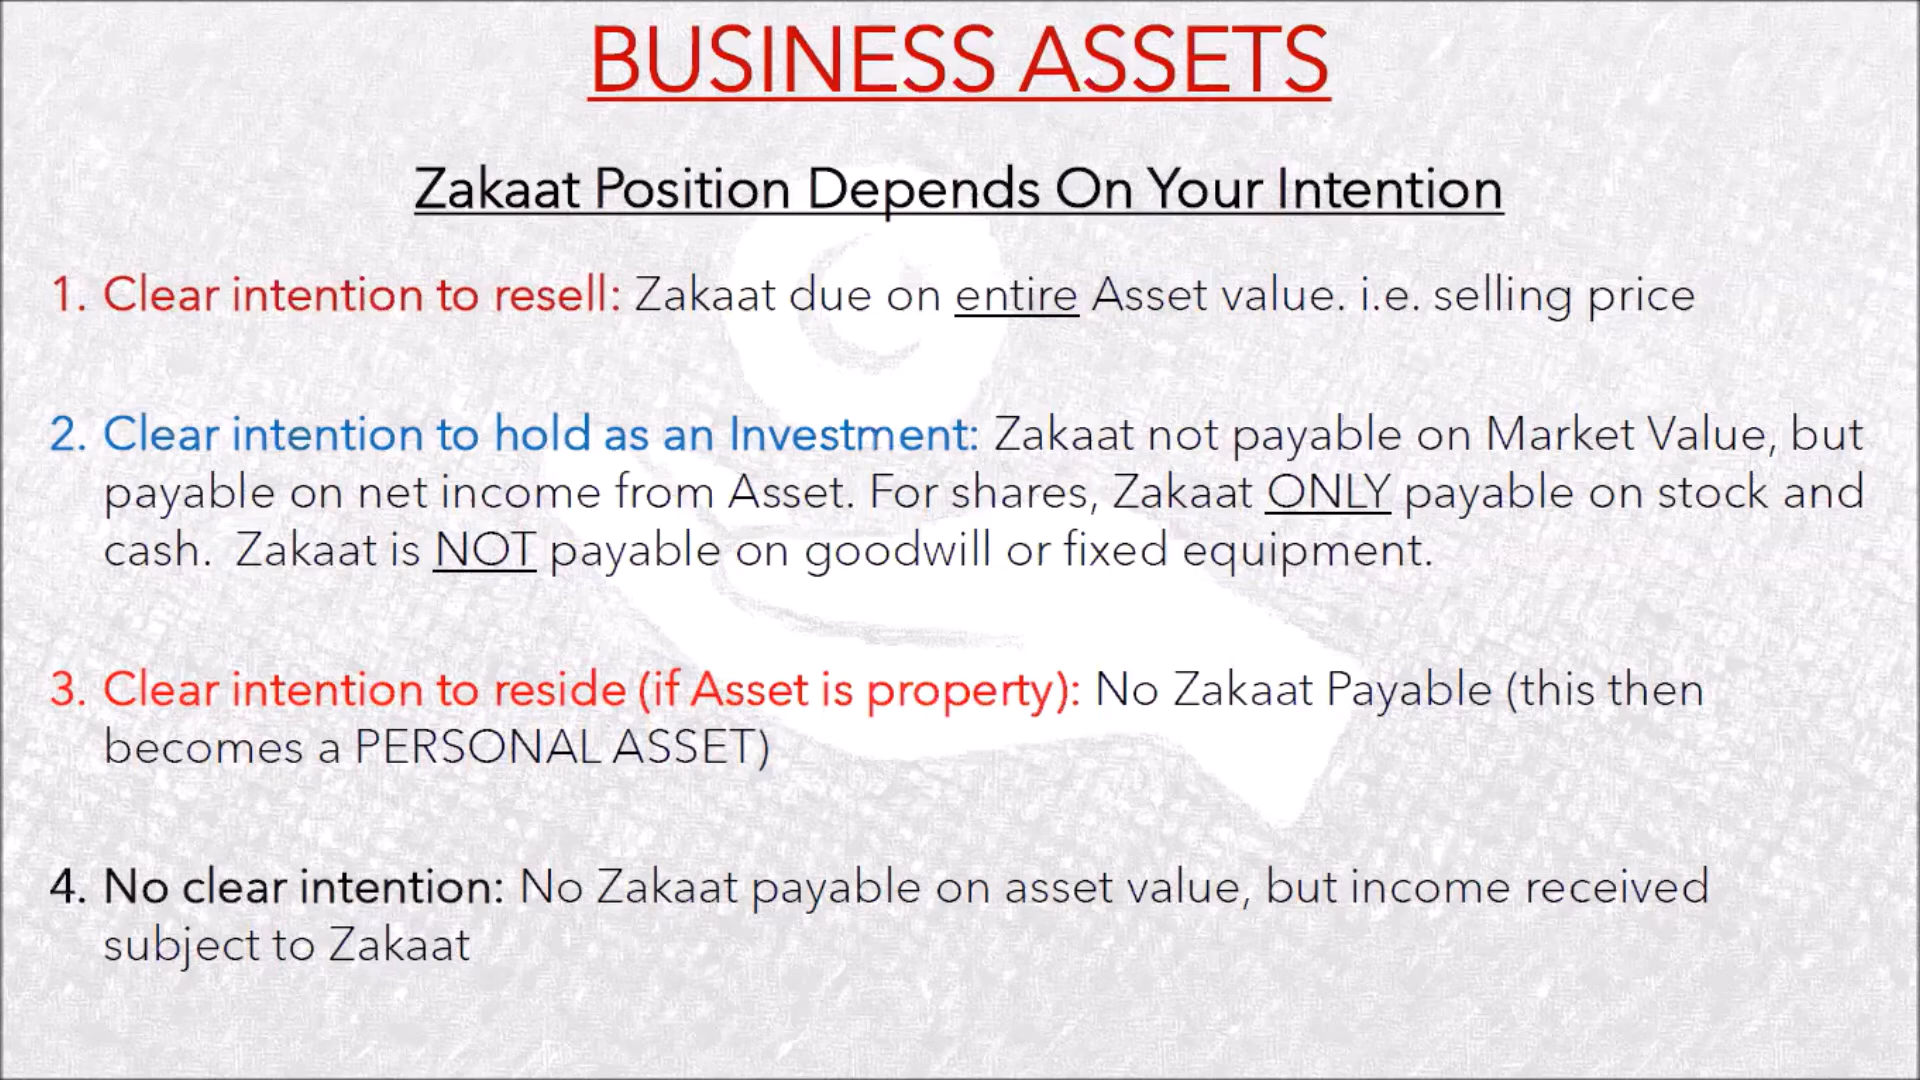 BUSINESS ASSETS
Zakaat Position Depends On Your Intention
1. Clear intention to resell: Zakaat due on entire Asset value. i.e. selling price
2. Clear intention to hold as an Investment: Zakaat not payable on Market Value, but
payable on net income from Asset. For shares, Zakaat ONLY payable on stock and
cash. Zakaat is NOT payable on goodwill or fixed equipment.
3. Clear intention to reside (if Asset is property): No Zakaat Payable (this then
becomes a PERSONAL ASSET)
4. No clear intention: No Zakaat payable on asset value, but income received
subject to Zakaat